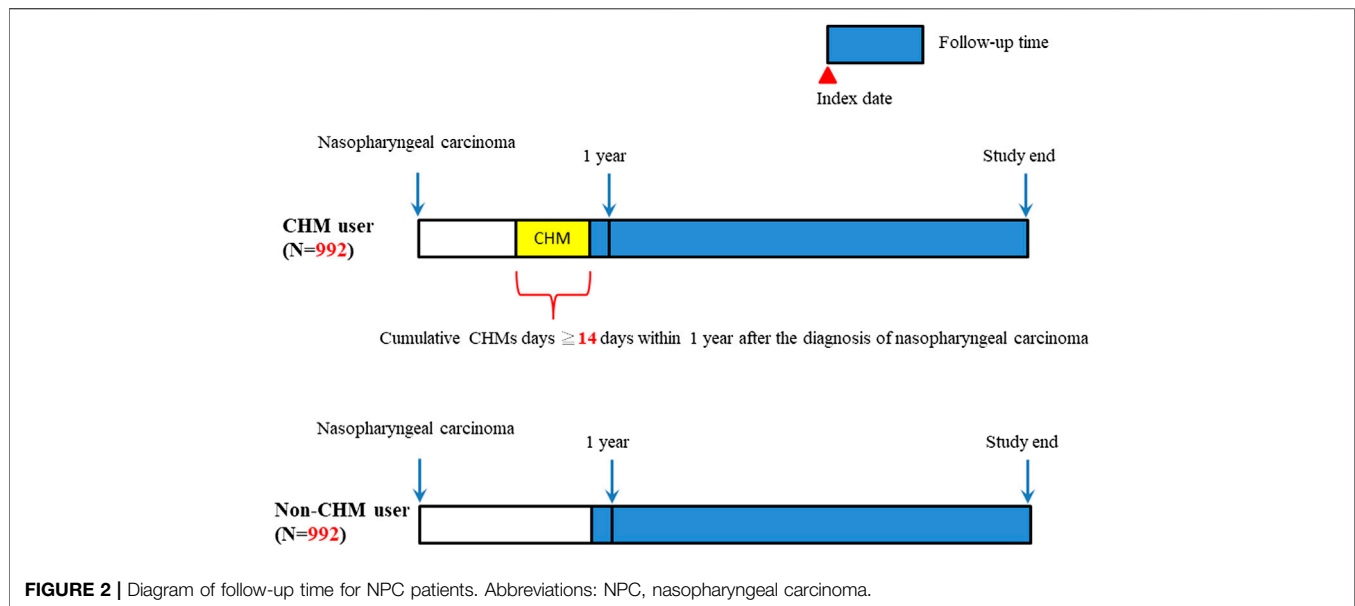 Follow-up time
Index date
Nasopharyngeal carcinoma
1 year
Study end
CHM user
(N=992)
CHM
Cumulative CHMs days ≧14 days within 1 year after the diagnosis of nasopharyngeal carcinoma
Nasopharyngeal carcinoma
1 year
Study end
Non-CHM user
(N=992)
FIGURE 2 | Diagram of follow-up time for NPC patients. Abbreviations: NPC, nasopharyngeal carcinoma.